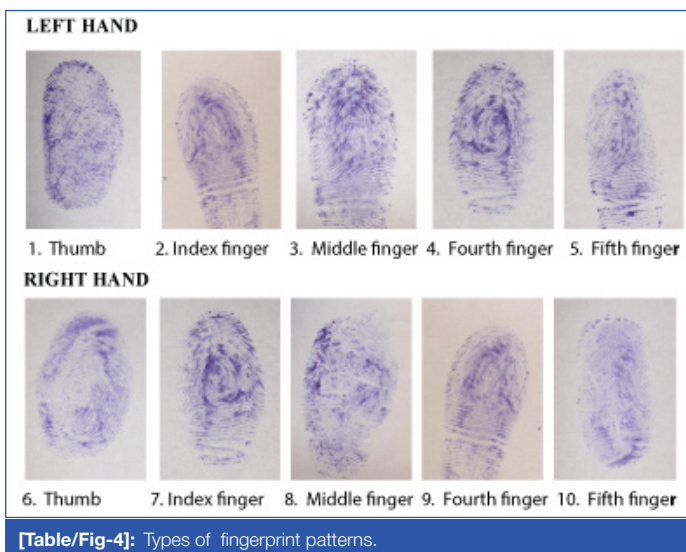 LEFT HAND
1. Thumb 2. Index finger 3. Middle finger 4. Fourth finger 5. Fifth finger
RIGHT HAND
6. Thumb 7. Index finger 8. Middle finger 9. Fourth finger 10. Fifth finger
[Table/Fig-4]: Types of fingerprint patterns.